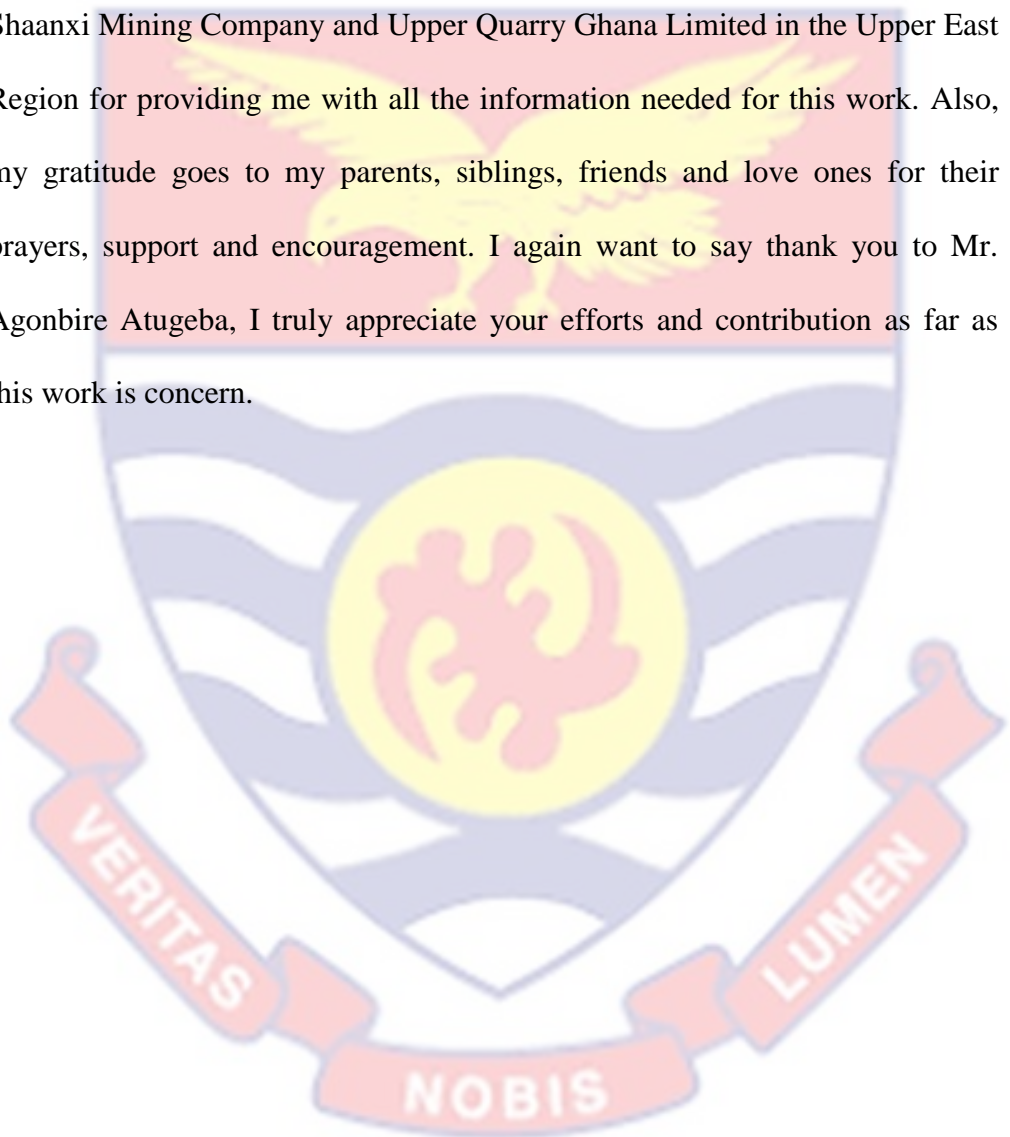 Shaanxi Mining Company and Upper Quarry Ghana Limited in the Upper East
Region for providing me with all the information needed for this work. Also,
my gratitude goes to my parents, siblings, friends and love ones for their
prayers, support and encouragement. I again want to say thank you to Mr.
Agonbire Atugeba, I truly appreciate your efforts and contribution as far as
this work is concern.
VERITAS
NOBIS
LUMEN